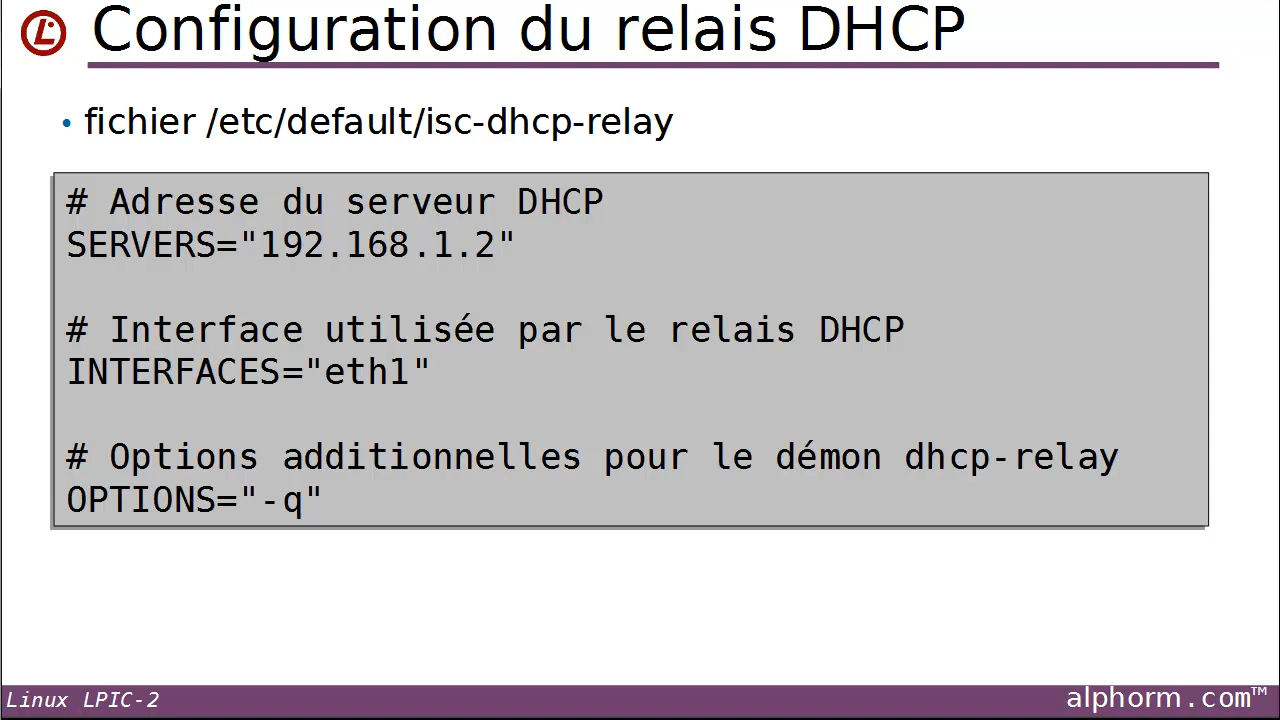 Configuration du relais DHCP
• fichier /etc/default/isc-dhcp-relay
# Adresse du serveur DHCP
SERVERS="192.168.1.2"
# Interface utilisée par le relais DHCP
INTERFACES="eth1"
# Options additionnelles pour le démon dhcp-relay
OPTIONS="-q"
Linux LPIC-2
alphorm.com™